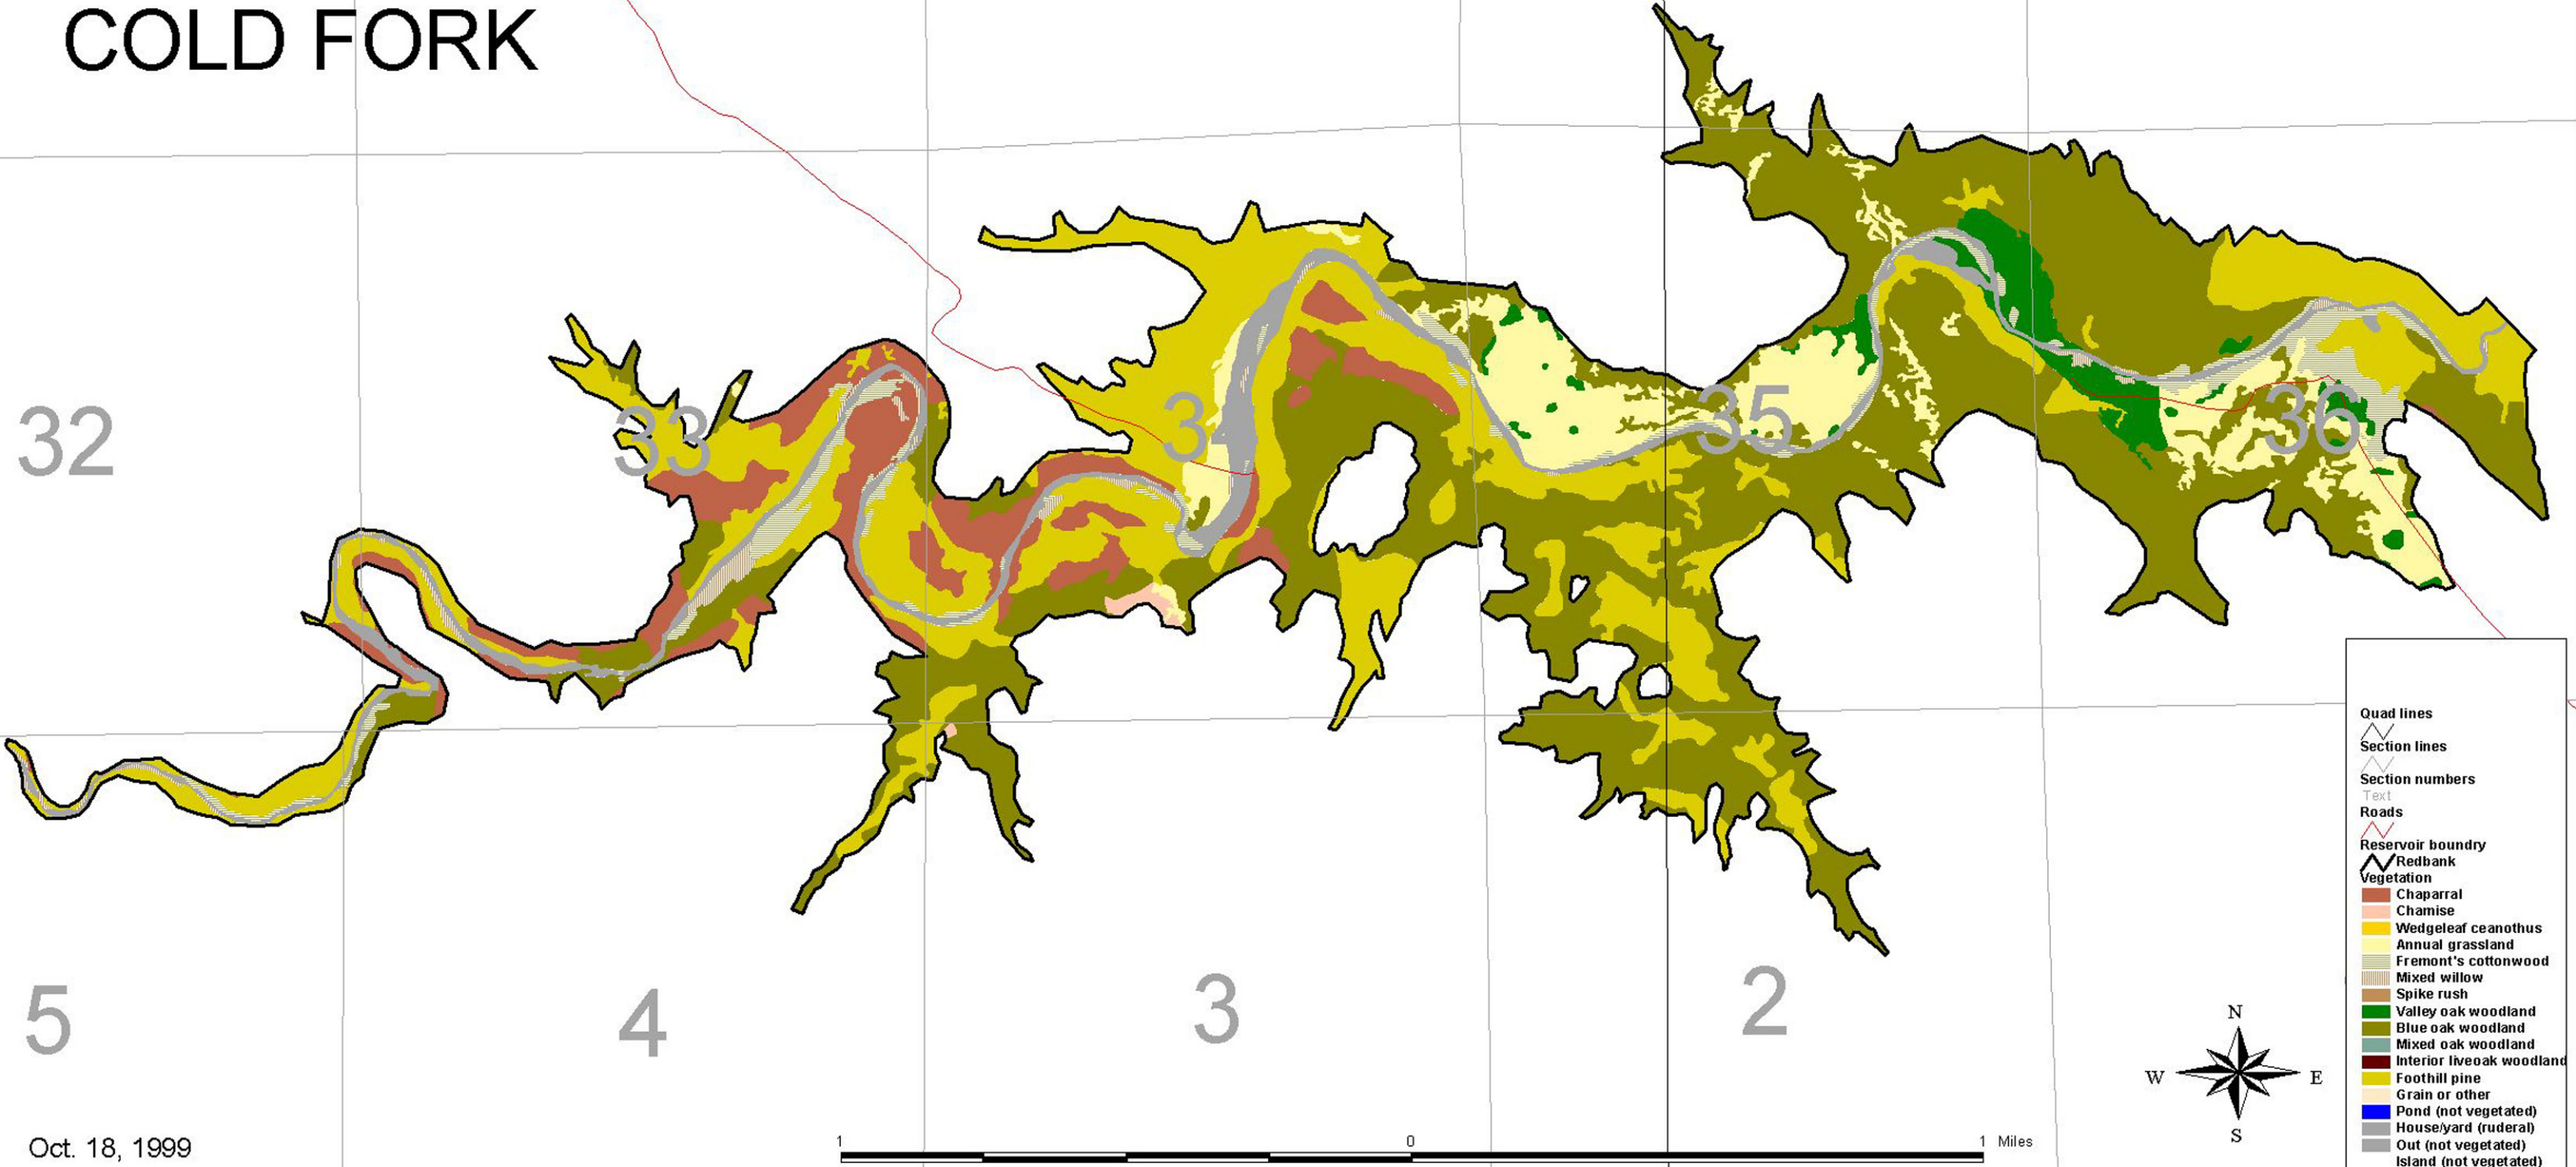 COLD FORK
32
33
34
35
36
5
4
3
2
Oct. 18, 1999
1 0 1 Miles
N
W E
S
Quad lines
Section lines
Section numbers
Text
Roads
Reservoir boundry
Redbank
Vegetation
Chaparral
Chamise
Wedgeleaf ceanothus
Annual grassland
Fremont's cottonwood
Mixed willow
Spike rush
Valley oak woodland
Blue oak woodland
Mixed oak woodland
Interior liveoak woodland
Foothill pine
Grain or other
Pond (not vegetated)
House/yard (ruderal)
Out (not vegetated)
Island (not vegetated)